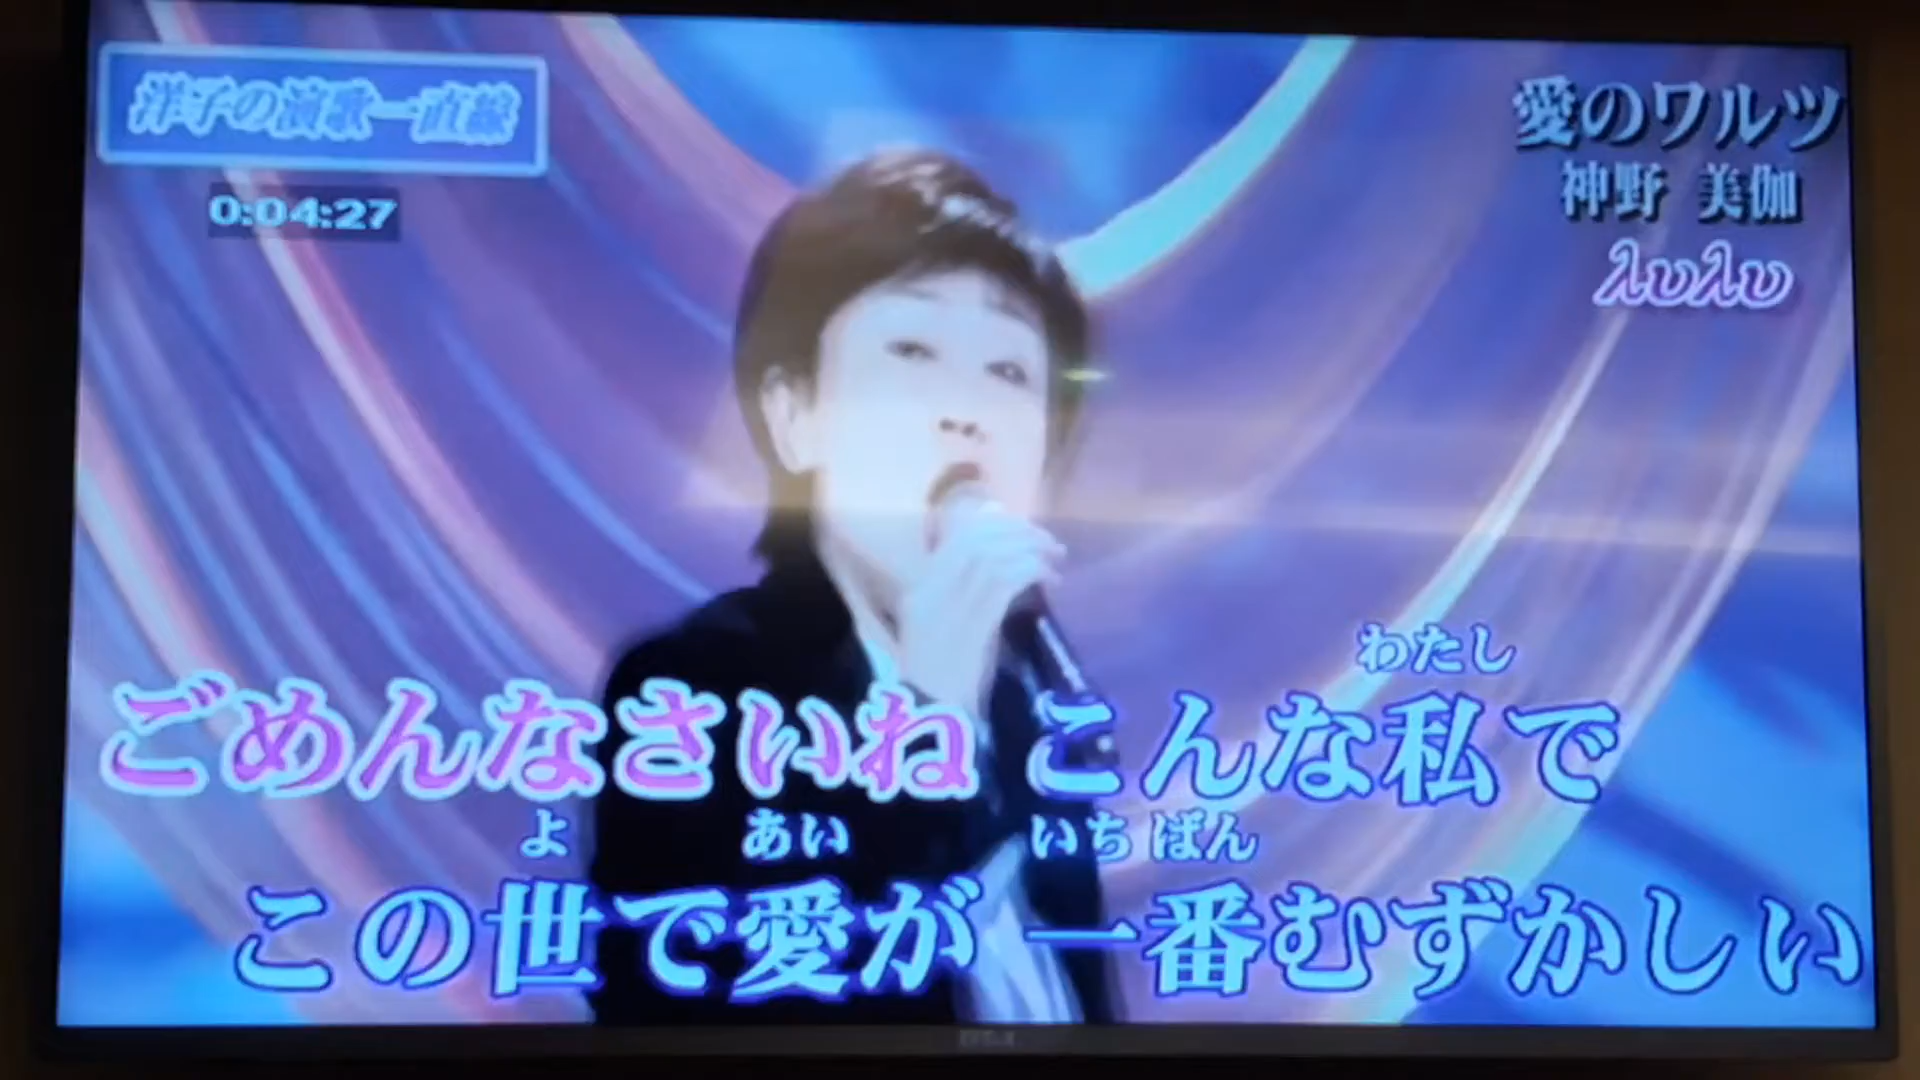 洋子の演歌一直線
0:04:27
愛のワルツ
神野 美伽
λυλυ
わたし
ごめんなさいね こんな私で
よ あい いちばん
この世で愛が 一番むずかしい